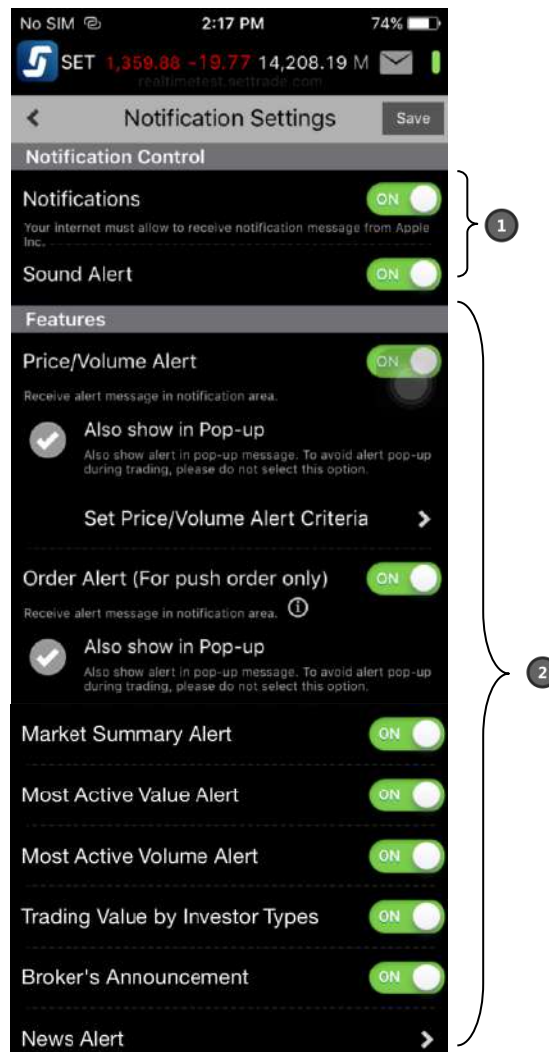 No SIM 2:17 PM 74%
SET 1,359.88 -19.77 14,208.19 M
realtimetest.settrade.com
Notification Settings Save
Notification Control
Notifications ON
Your internet must allow to receive notification message from Apple
Inc.
Sound Alert ON
1
Features
Price/Volume Alert ON
Receive alert message in notification area.
Also show in Pop-up
Also show alert in pop-up message. To avoid alert pop-up
during trading, please do not select this option.
Set Price/Volume Alert Criteria
Order Alert (For push order only) ON
Receive alert message in notification area.
Also show in Pop-up
Also show alert in pop-up message. To avoid alert pop-up
during trading, please do not select this option.
2
Market Summary Alert ON
Most Active Value Alert ON
Most Active Volume Alert ON
Trading Value by Investor Types ON
Broker's Announcement ON
News Alert